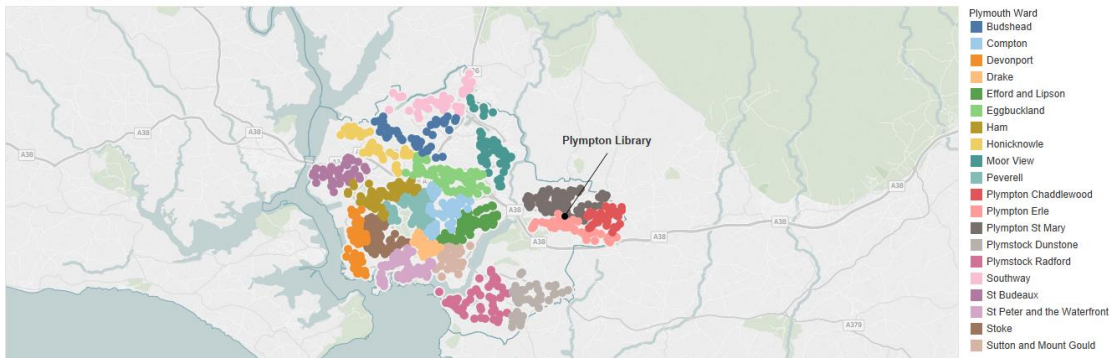 Plymouth Ward
Budshead
Compton
Devonport
Drake
Efford and Lipson
Eggbuckland
Ham
Honicknowle
Moor View
Peverell
Plympton Chaddlewood
Plympton Erle
Plympton St Mary
Plymstock Dunstone
Plymstock Radford
Southway
St Budeaux
St Peter and the Waterfront
Stoke
Sutton and Mount Gould
Plympton Library
A38
A38
A38
A38
A38
A38
A38
A38
A379